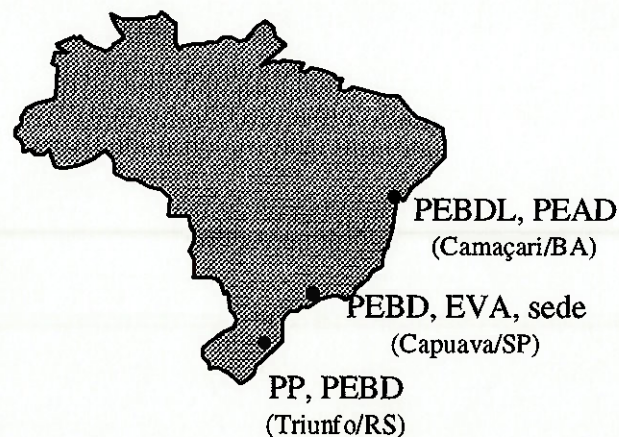 PEBDL, PEAD
(Camaçari/BA)
PEBD, EVA, sede
(Capuava/SP)
PP, PEBD
(Triunfo/RS)